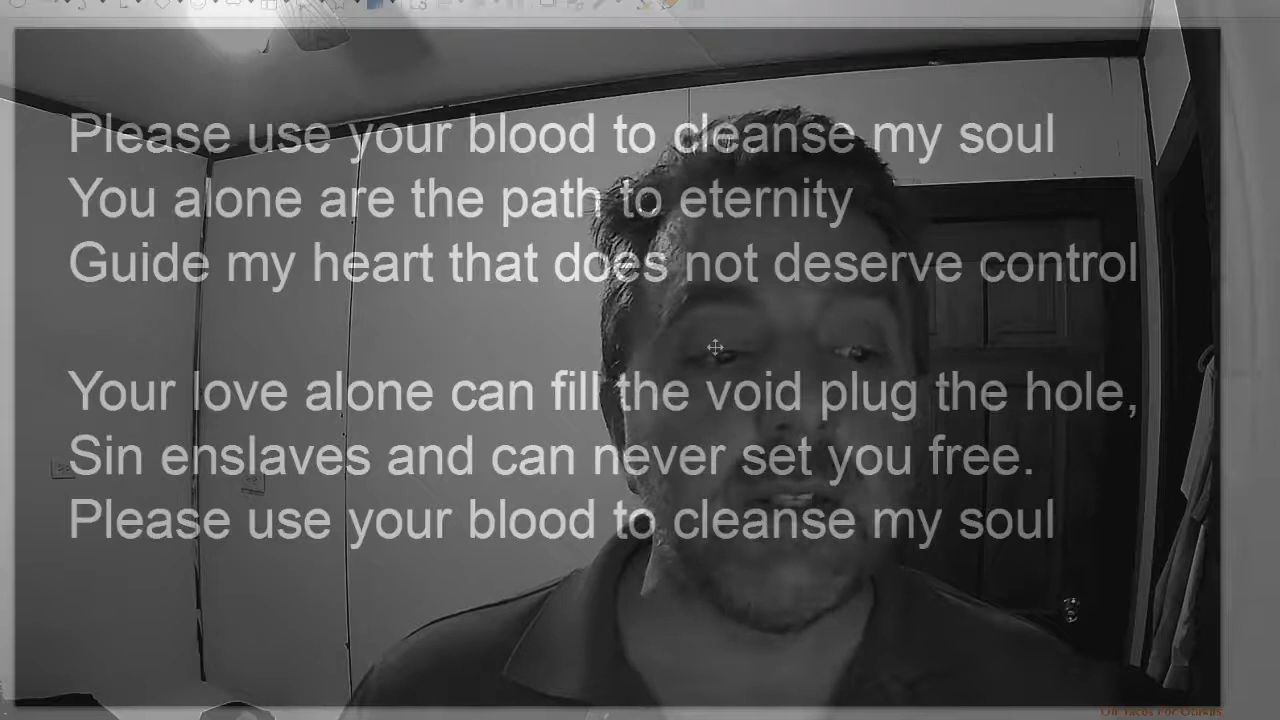 Please use your blood to cleanse my soul
You alone are the path to eternity
Guide my heart that does not deserve control
Your love alone can fill the void plug the hole,
Sin enslaves and can never set you free.
Please use your blood to cleanse my soul